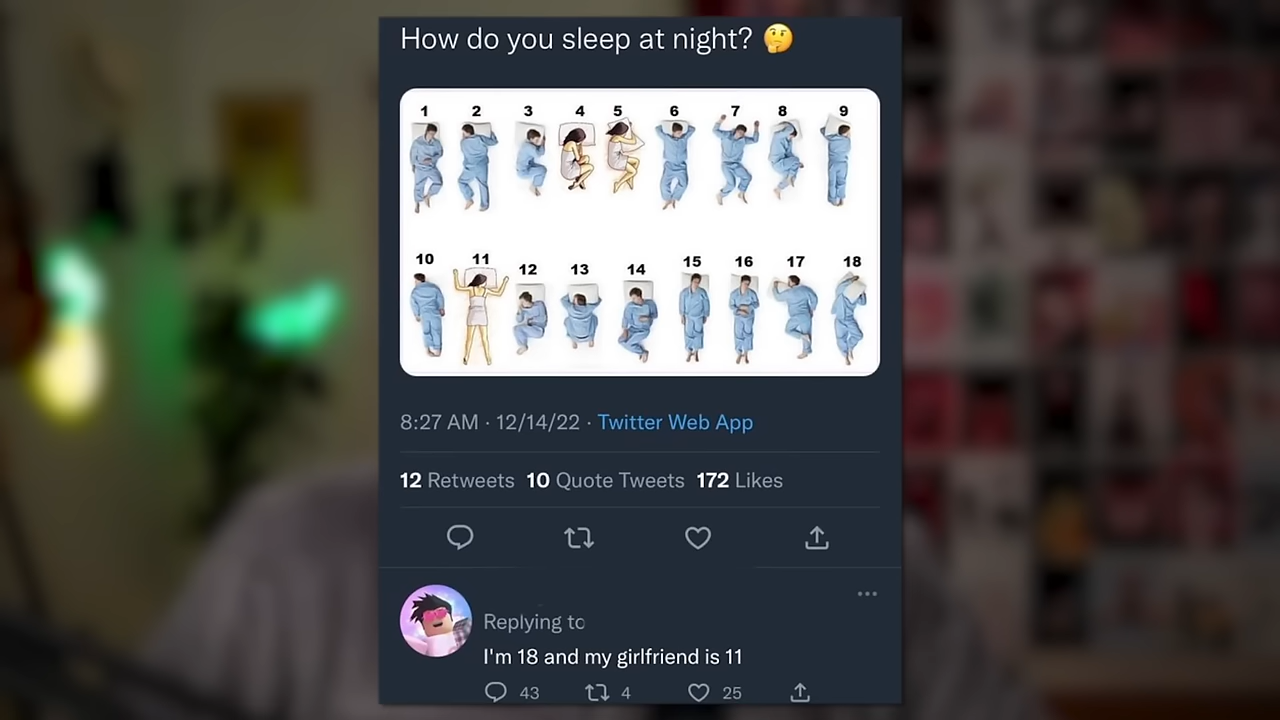 How do you sleep at night? 🤔
1 2 3 4 5 6 7 8 9
10 11 12 13 14 15 16 17 18
8:27 AM · 12/14/22 · Twitter Web App
12 Retweets 10 Quote Tweets 172 Likes
Replying to
I'm 18 and my girlfriend is 11
43 4 25